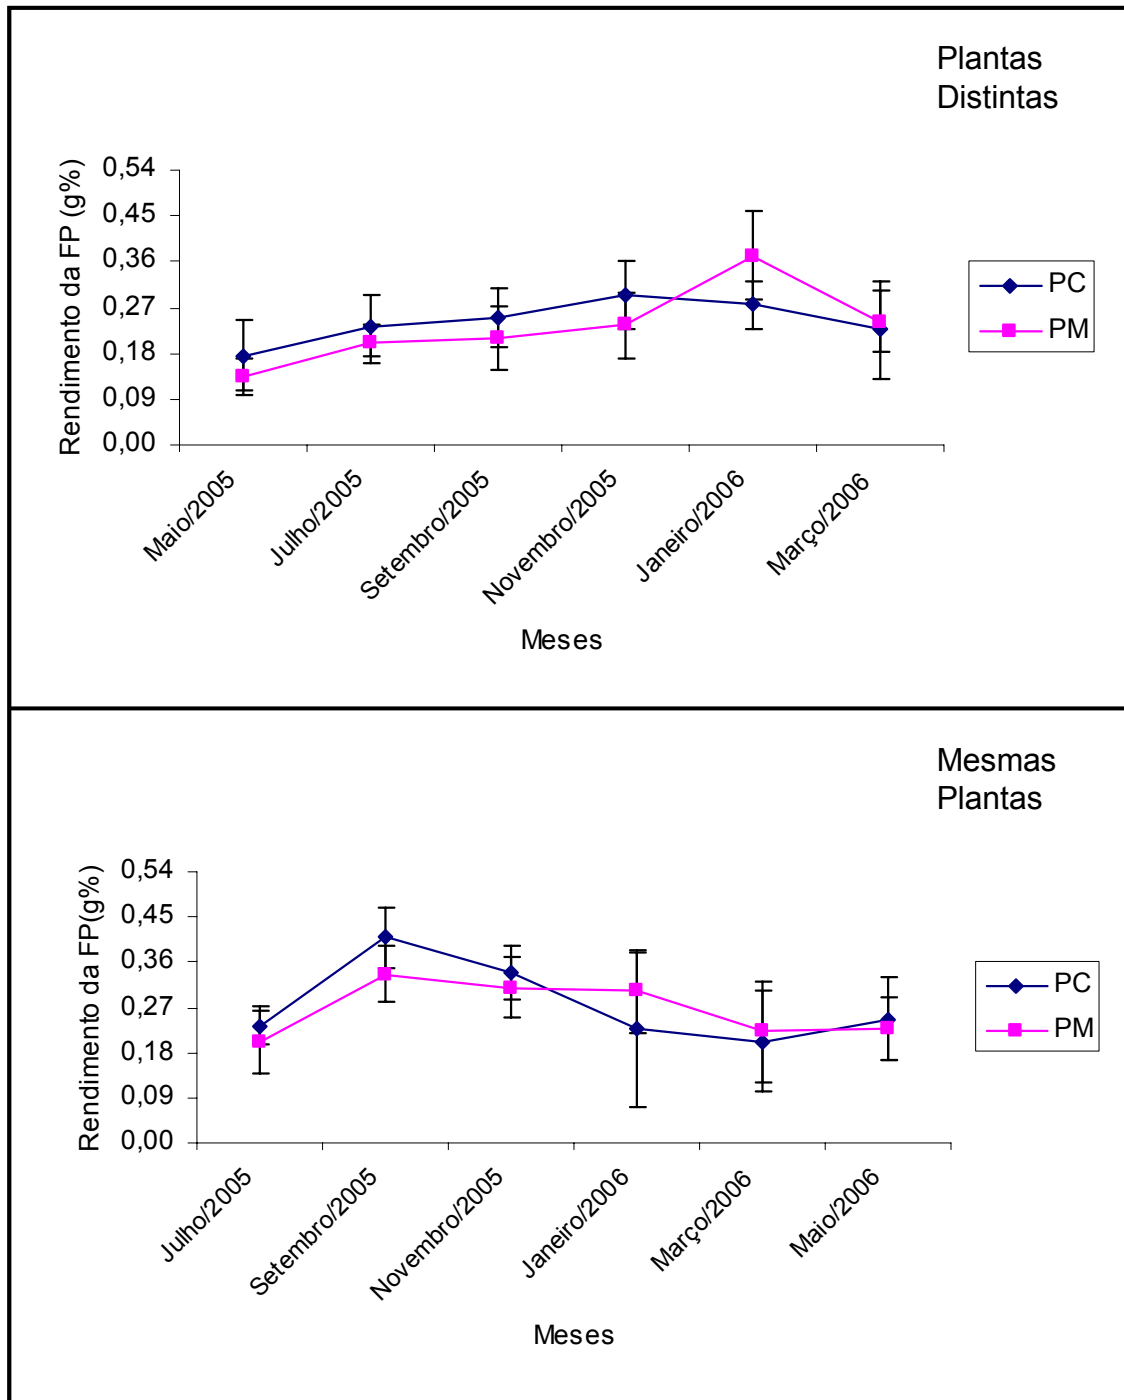 Plantas
Distintas
Rendimento da FP (g%)
0,54
0,45
0,36
0,27
0,18
0,09
0,00
Maio/2005
Julho/2005
Setembro/2005
Novembro/2005
Janeiro/2006
Março/2006
Meses
PC
PM
Mesmas
Plantas
Rendimento da FP(g%)
0,54
0,45
0,36
0,27
0,18
0,09
0,00
Julho/2005
Setembro/2005
Novembro/2005
Janeiro/2006
Março/2006
Maio/2006
Meses
PC
PM